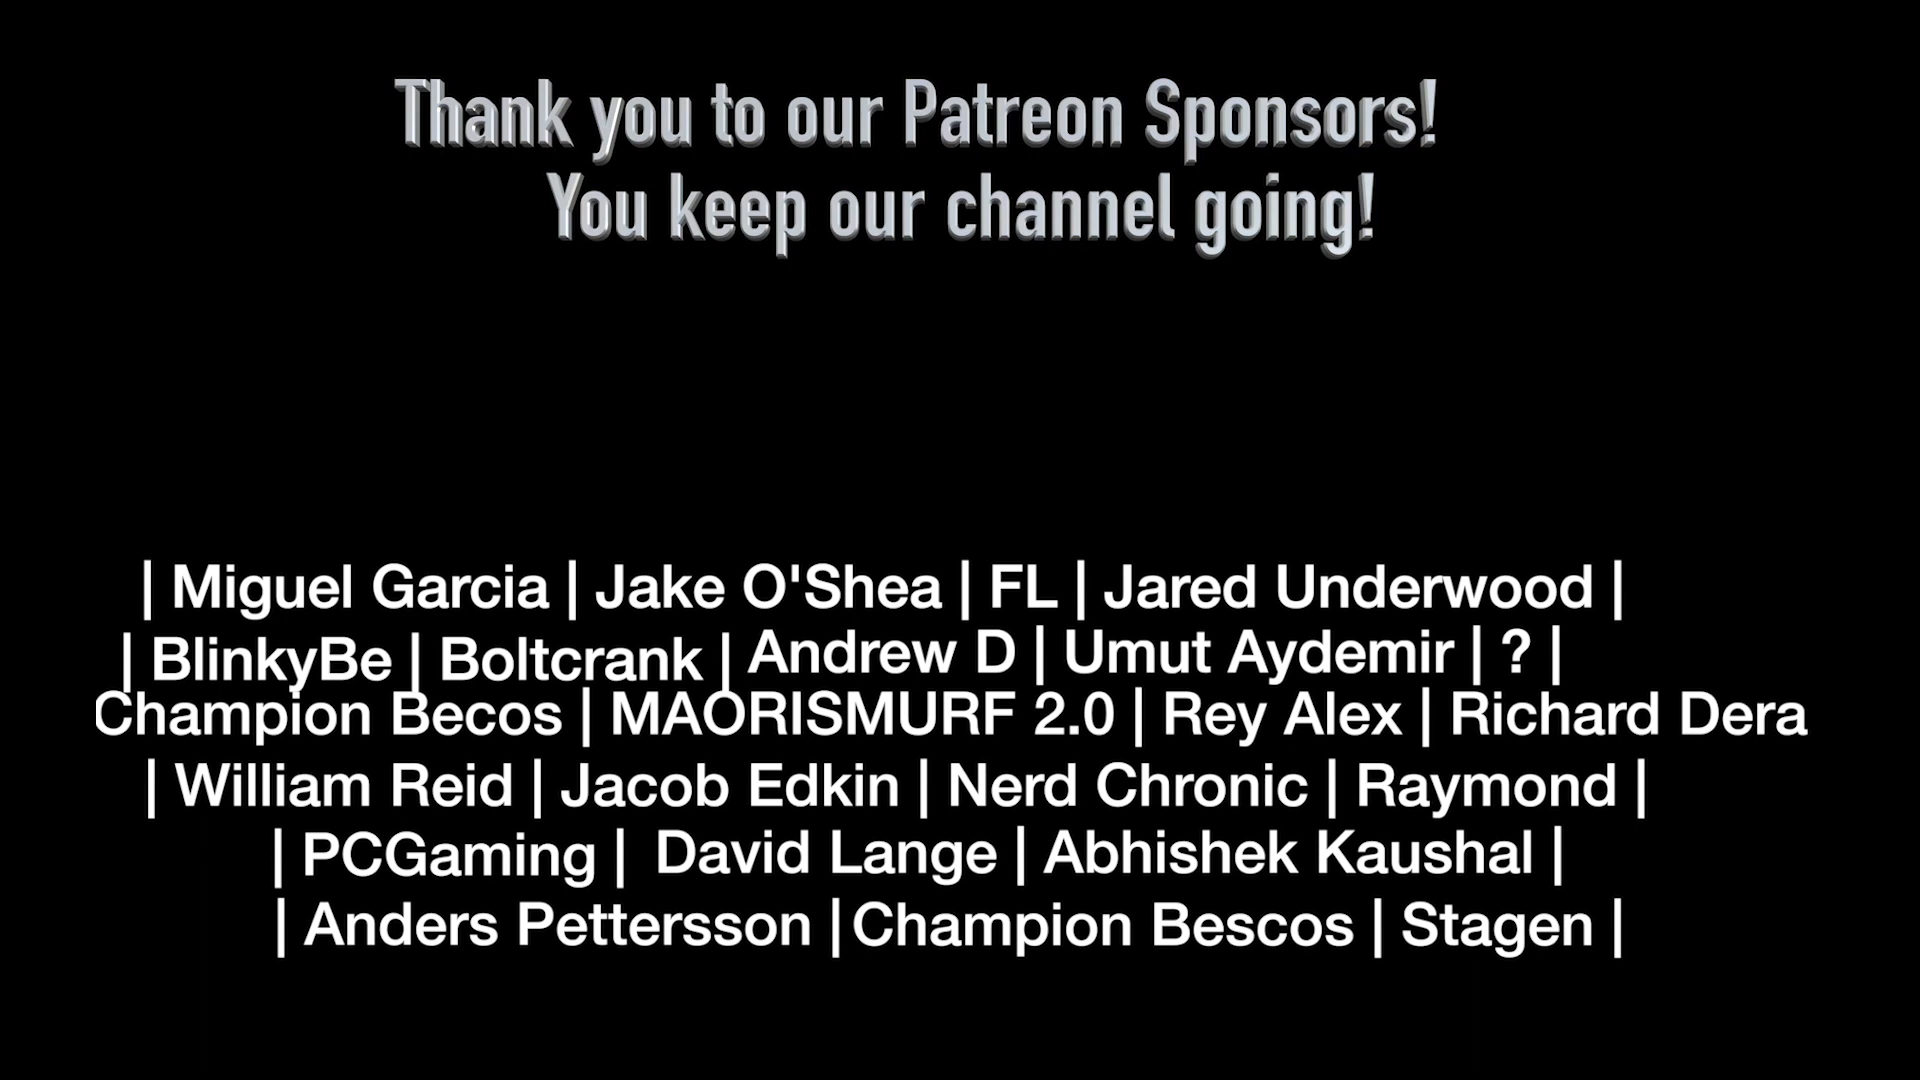 Thank you to our Patreon Sponsors!
You keep our channel going!
| Miguel Garcia | Jake O'Shea | FL | Jared Underwood |
| BlinkyBe | Boltcrank | Andrew D | Umut Aydemir | ? |
Champion Becos | MAORISMURF 2.0 | Rey Alex | Richard Dera
| William Reid | Jacob Edkin | Nerd Chronic | Raymond |
| PCGaming | David Lange | Abhishek Kaushal |
| Anders Pettersson | Champion Bescos | Stagen |